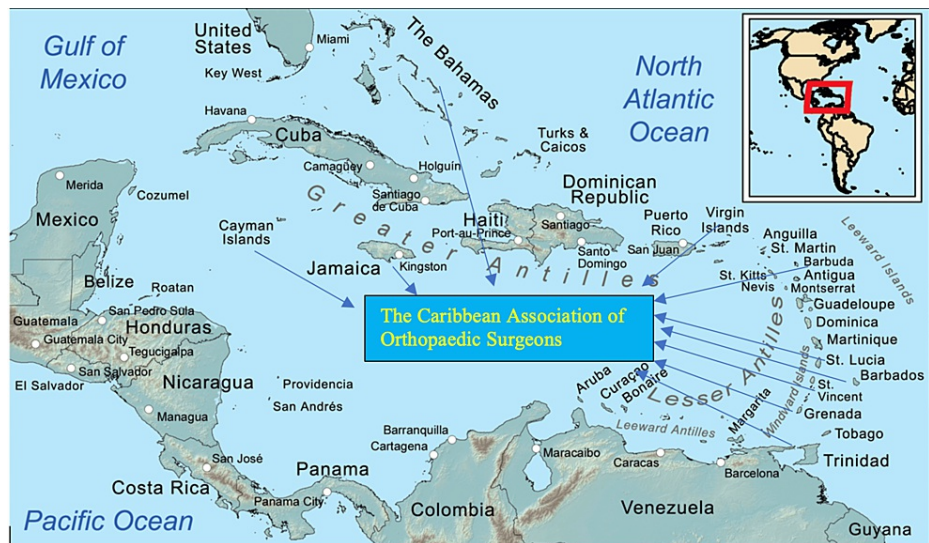 Gulf of
Mexico
United
States
Miami
Key West
The Bahamas
North
Atlantic
Ocean
Havana
Cuba
Camagüey
Holguín
Santiago
de Cuba
Turks &
Caicos
Merida
Cozumel
Mexico
Cayman
Islands
Greater Antilles
Haiti
Port-au-Prince
Dominican
Republic
Santiago
Santo
Domingo
Puerto
Rico
San Juan
Virgin
Islands
Jamaica
Kingston
Anguilla
St. Martin
Barbuda
St. Kitts
Nevis
Antigua
Montserrat
Leeward Islands
Guadeloupe
Dominica
Martinique
St. Lucia
Barbados
St.
Vincent
Grenada
Tobago
Trinidad
Lesser Antilles
Windward Islands
Belize
Roatan
San Pedro Sula
Guatemala
Honduras
Guatemala City
Tegucigalpa
San Salvador
El Salvador
Nicaragua
Managua
Providencia
San Andrés
The Caribbean Association of
Orthopaedic Surgeons
Aruba
Curaçao
Bonaire
Leeward Antilles
Margarita
Barranquilla
Cartagena
Maracaibo
Caracas
Barcelona
San José
Costa Rica
Panama
Panama City
Colombia
Venezuela
Guyana
Pacific Ocean